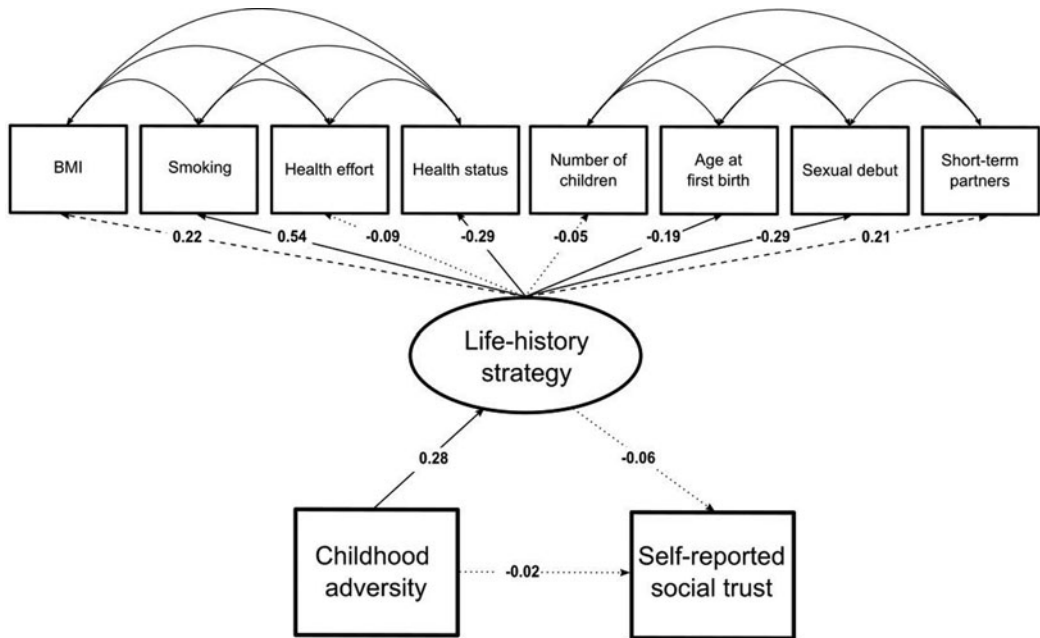 BMI
Smoking
Health effort
Health status
Number of
children
Age at
first birth
Sexual debut
Short-term
partners
0.22
0.54
-0.09
-0.29
-0.05
-0.19
-0.29
0.21
Life-history
strategy
0.28
-0.06
Childhood
adversity
-0.02
Self-reported
social trust